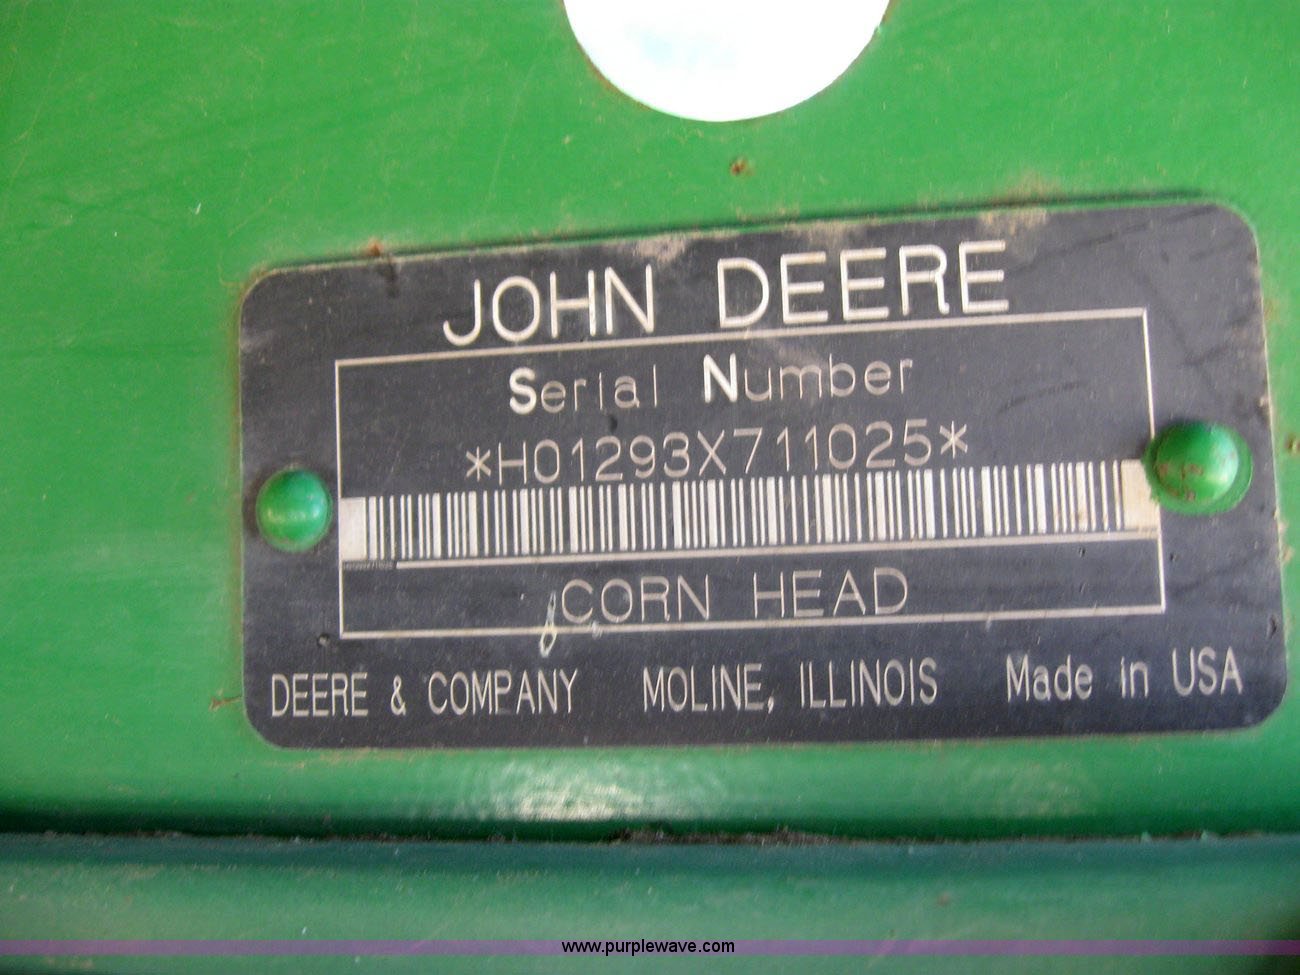 JOHN DEERE
Serial Number
*H01293X711025*
CORN HEAD
DEERE & COMPANY MOLINE, ILLINOIS Made in USA
www.purplewave.com